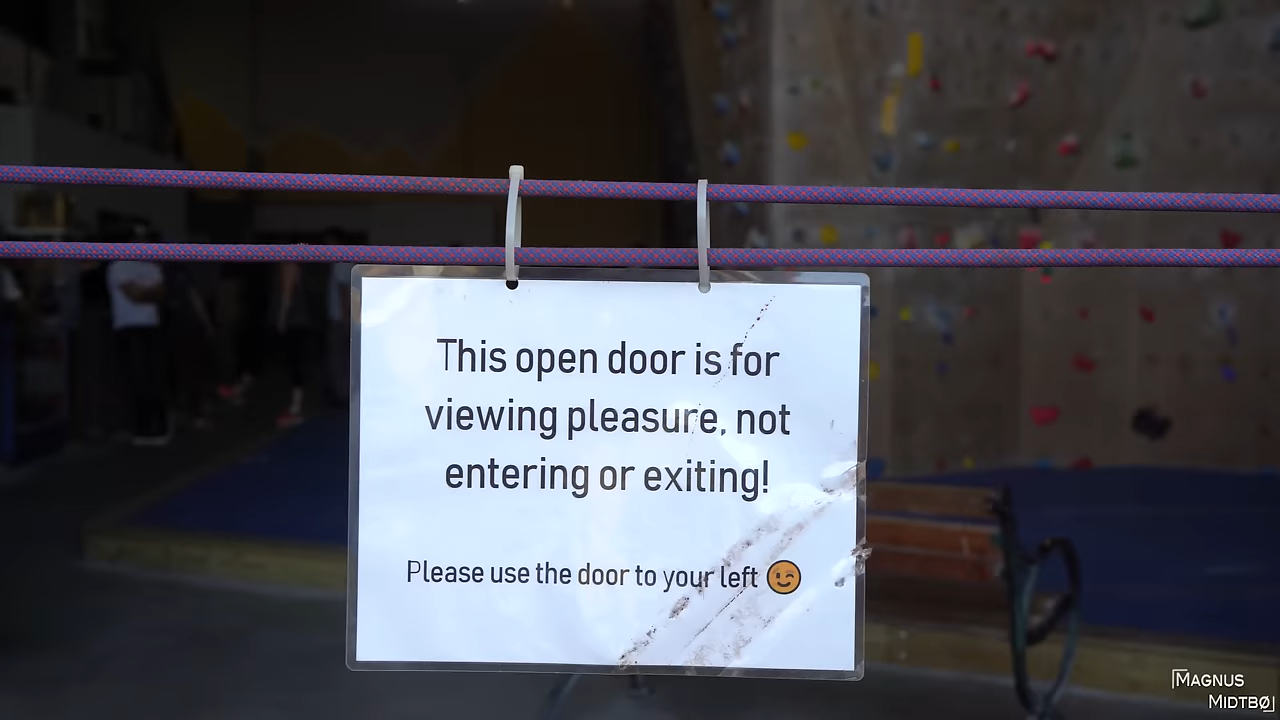 This open door is for
viewing pleasure, not
entering or exiting!
Please use the door to your left 😉
MAGNUS
MIDTBØ